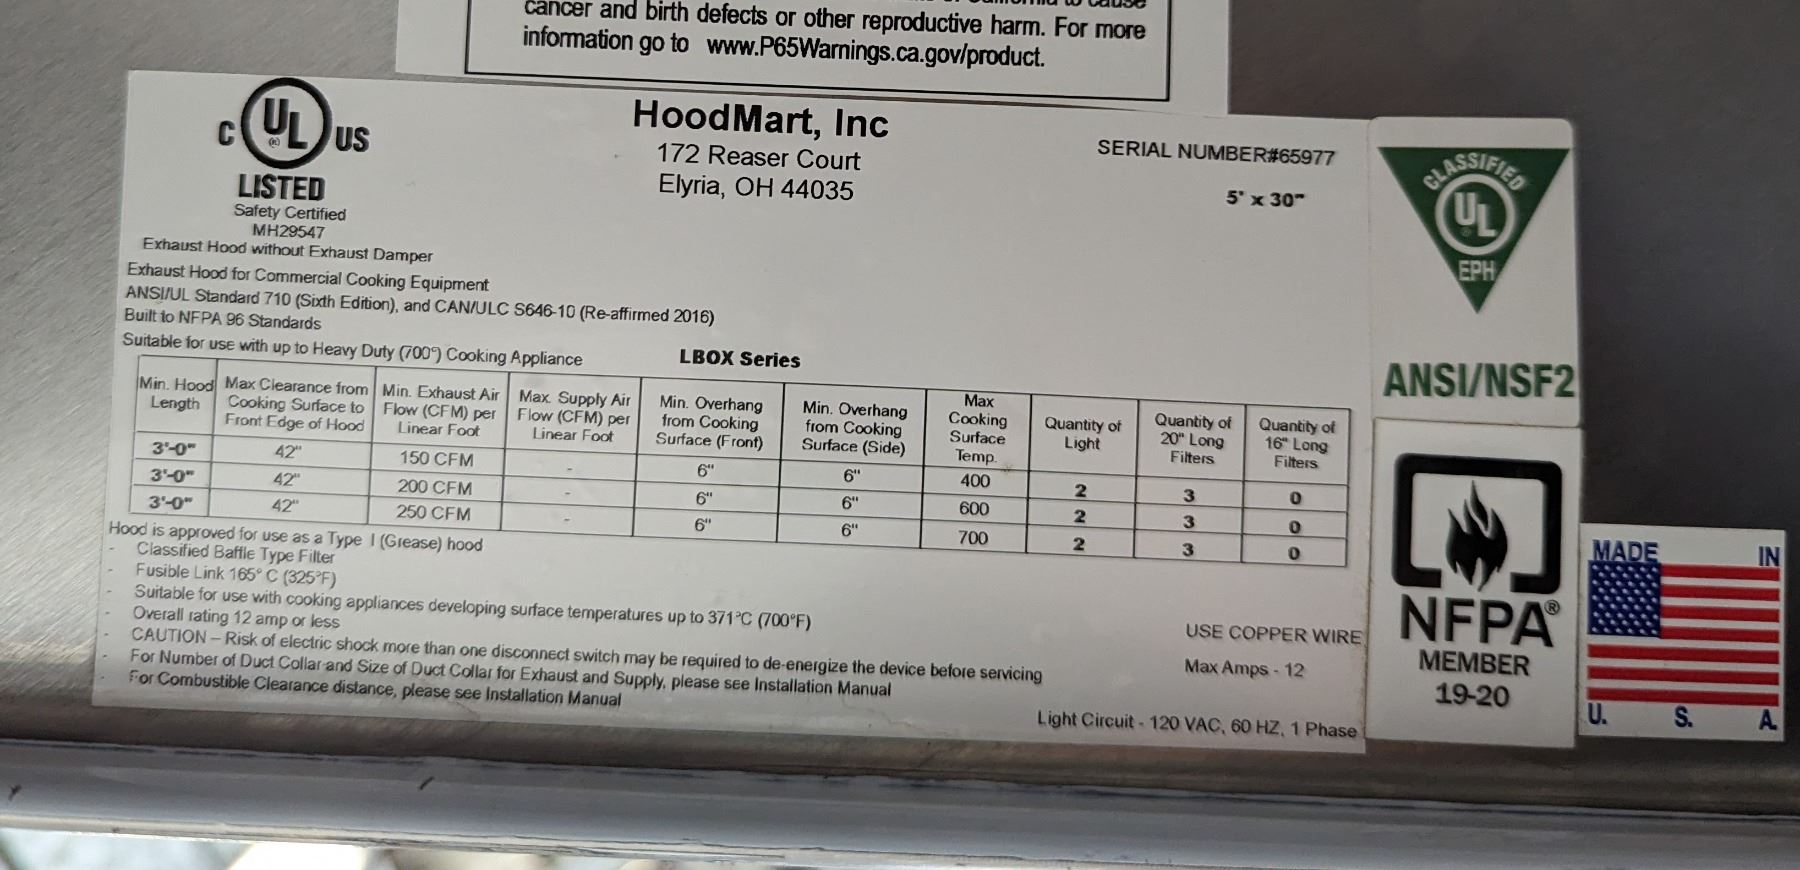 cancer and birth defects or other reproductive harm. For more
information go to www.P65Warnings.ca.gov/product.
C UL ® US
LISTED
Safety Certified
MH29547
Exhaust Hood without Exhaust Damper
Exhaust Hood for Commercial Cooking Equipment
ANSI/UL Standard 710 (Sixth Edition), and CAN/ULC S646-10 (Re-affirmed 2016)
Built to NFPA 96 Standards
Suitable for use with up to Heavy Duty (700°) Cooking Appliance
HoodMart, Inc
172 Reaser Court
Elyria, OH 44035
SERIAL NUMBER#65977
5' x 30"
LBOX Series
Min. Hood Length | Max Clearance from Cooking Surface to Front Edge of Hood | Min. Exhaust Air Flow (CFM) per Linear Foot | Max. Supply Air Flow (CFM) per Linear Foot | Min. Overhang from Cooking Surface (Front) | Min. Overhang from Cooking Surface (Side) | Max Cooking Surface Temp. | Quantity of Light | Quantity of 20" Long Filters | Quantity of 16" Long Filters
3'-0" | 42" | 150 CFM | - | 6" | 6" | 400 | 2 | 3 | 0
3'-0" | 42" | 200 CFM | - | 6" | 6" | 600 | 2 | 3 | 0
3'-0" | 42" | 250 CFM | - | 6" | 6" | 700 | 2 | 3 | 0
Hood is approved for use as a Type I (Grease) hood
- Classified Baffle Type Filter
- Fusible Link 165° C (325°F)
- Suitable for use with cooking appliances developing surface temperatures up to 371°C (700°F)
- Overall rating 12 amp or less
- CAUTION – Risk of electric shock more than one disconnect switch may be required to de-energize the device before servicing
- For Number of Duct Collar and Size of Duct Collar for Exhaust and Supply, please see Installation Manual
- For Combustible Clearance distance, please see Installation Manual
USE COPPER WIRE
Max Amps - 12
Light Circuit - 120 VAC, 60 HZ, 1 Phase
CLASSIFIED
UL ®
EPH
ANSI/NSF2
NFPA®
MEMBER
19-20
MADE IN
U. S. A.